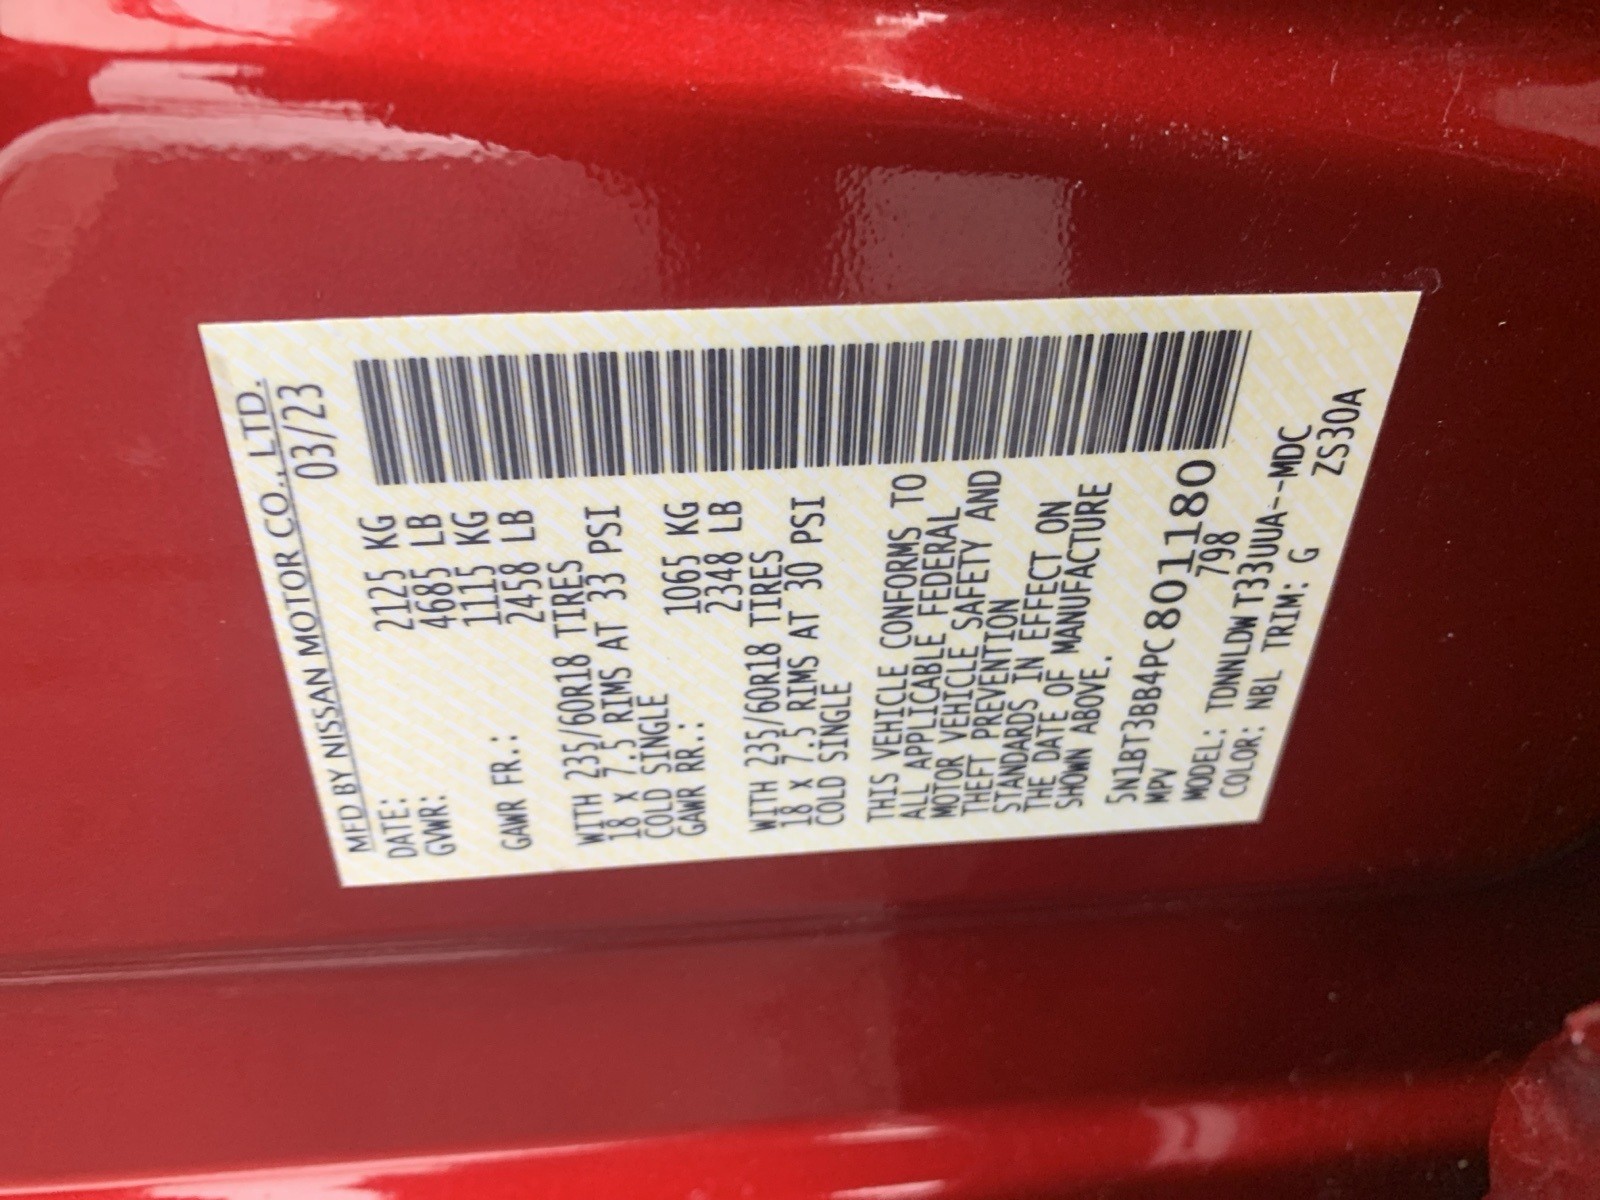 MFD BY NISSAN MOTOR CO., LTD.
DATE: 03/23
GVWR: 2125 KG
4685 LB
GAWR FR.: 1115 KG
2458 LB
WITH 235/60R18 TIRES
18 x 7.5 RIMS AT 33 PSI
COLD SINGLE
GAWR RR.: 1065 KG
2348 LB
WITH 235/60R18 TIRES
18 x 7.5 RIMS AT 30 PSI
COLD SINGLE
THIS VEHICLE CONFORMS TO
ALL APPLICABLE FEDERAL
MOTOR VEHICLE SAFETY AND
THEFT PREVENTION
STANDARDS IN EFFECT ON
THE DATE OF MANUFACTURE
SHOWN ABOVE.
5N1BT3BB4PC801180
MPV 798
MODEL: TDNNLDW T33UUA--MDC
COLOR: NBL TRIM: G ZS30A